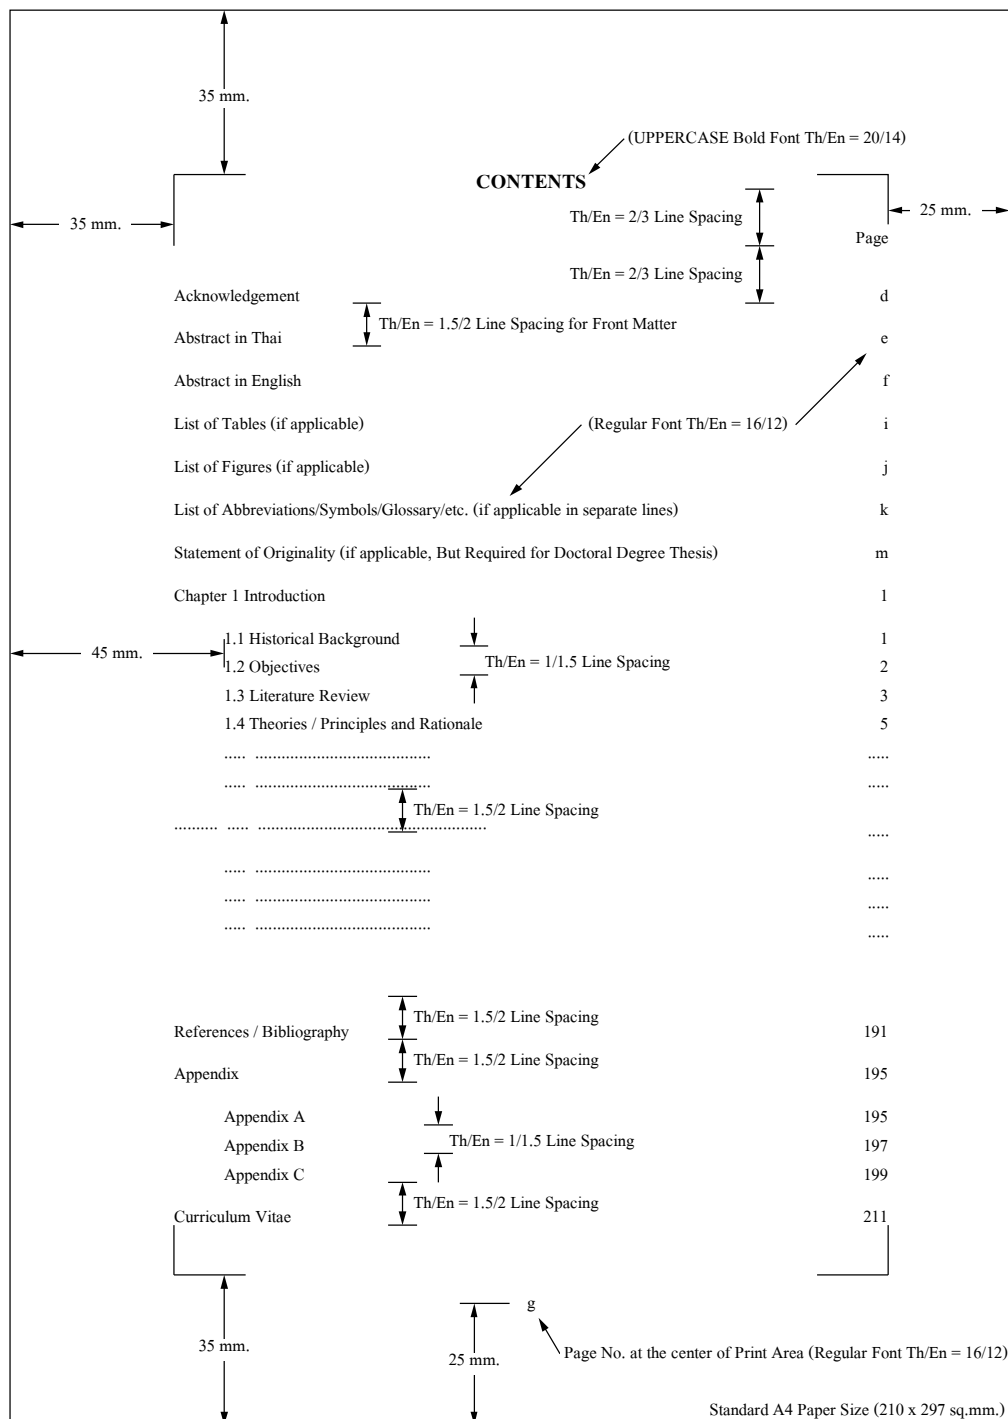 35 mm.
(UPPERCASE Bold Font Th/En = 20/14)
CONTENTS
35 mm.
Th/En = 2/3 Line Spacing
25 mm.
Page
Th/En = 2/3 Line Spacing
Acknowledgement d
Th/En = 1.5/2 Line Spacing for Front Matter
Abstract in Thai e
Abstract in English f
List of Tables (if applicable) (Regular Font Th/En = 16/12) i
List of Figures (if applicable) j
List of Abbreviations/Symbols/Glossary/etc. (if applicable in separate lines) k
Statement of Originality (if applicable, But Required for Doctoral Degree Thesis) m
Chapter 1 Introduction 1
1.1 Historical Background 1
45 mm.
Th/En = 1/1.5 Line Spacing
1.2 Objectives 2
1.3 Literature Review 3
1.4 Theories / Principles and Rationale 5
..... .......................................... .....
..... .......................................... .....
Th/En = 1.5/2 Line Spacing
.......... ..... ...................................................... .....
..... .......................................... .....
..... .......................................... .....
..... .......................................... .....
Th/En = 1.5/2 Line Spacing
References / Bibliography 191
Th/En = 1.5/2 Line Spacing
Appendix 195
Appendix A 195
Th/En = 1/1.5 Line Spacing
Appendix B 197
Appendix C 199
Th/En = 1.5/2 Line Spacing
Curriculum Vitae 211
g
35 mm.
25 mm.
Page No. at the center of Print Area (Regular Font Th/En = 16/12)
Standard A4 Paper Size (210 x 297 sq.mm.)